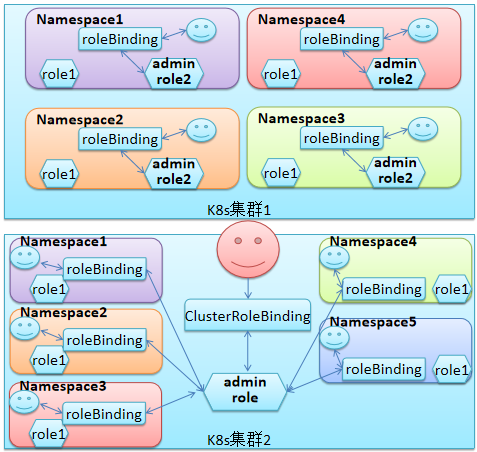 Namespace1
roleBinding
role1
admin
role2
Namespace4
roleBinding
role1
admin
role2
Namespace2
roleBinding
role1
admin
role2
Namespace3
roleBinding
role1
admin
role2
K8s集群1
Namespace1
roleBinding
role1
Namespace2
roleBinding
role1
Namespace3
roleBinding
role1
ClusterRoleBinding
admin
role
Namespace4
roleBinding
role1
Namespace5
roleBinding
role1
K8s集群2